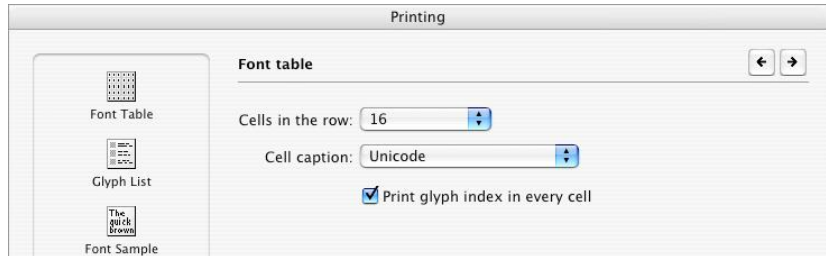 Printing
Font Table
Glyph List
The
quick
brown
Font Sample
Font table
Cells in the row: 16
Cell caption: Unicode
Print glyph index in every cell